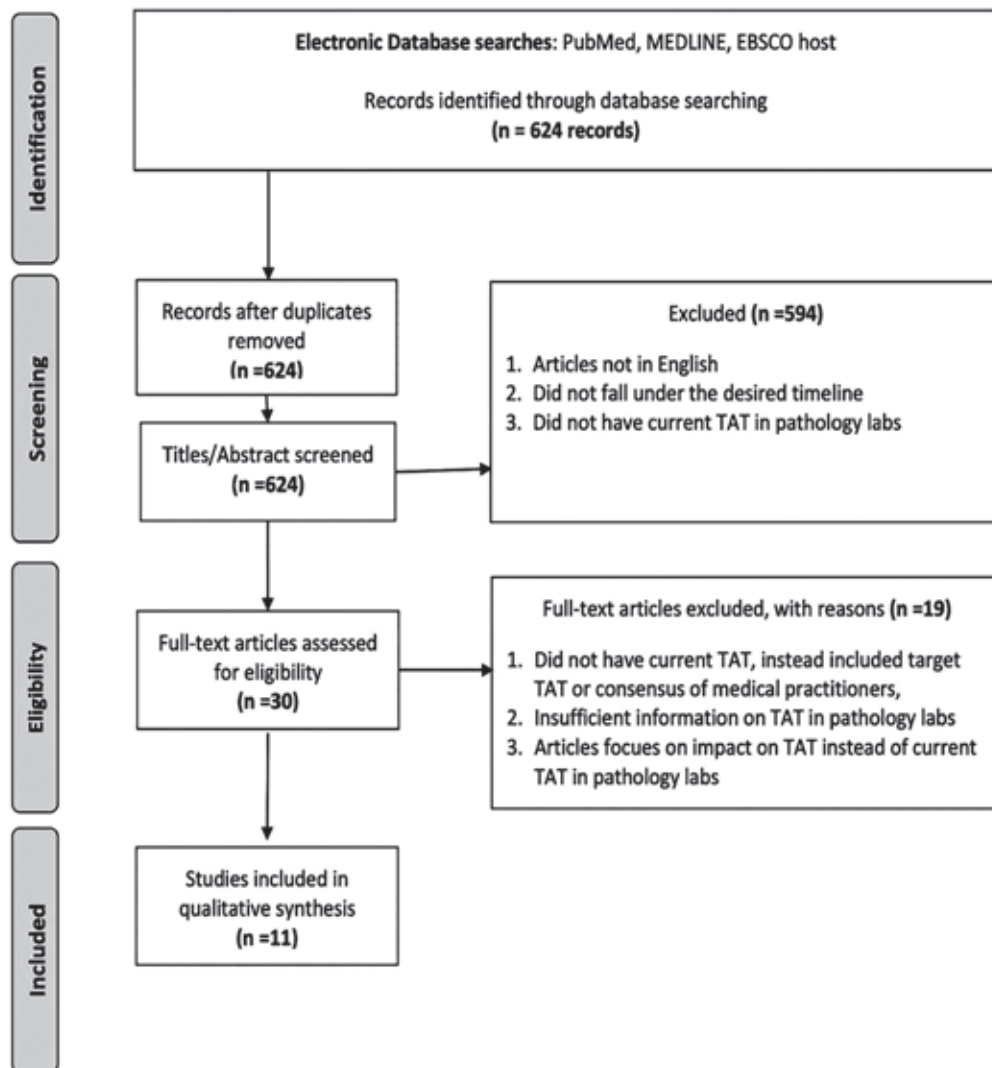 Identification
Electronic Database searches: PubMed, MEDLINE, EBSCO host
Records identified through database searching
(n = 624 records)
Screening
Records after duplicates
removed
(n =624)
Titles/Abstract screened
(n =624)
Excluded (n =594)
1. Articles not in English
2. Did not fall under the desired timeline
3. Did not have current TAT in pathology labs
Eligibility
Full-text articles assessed
for eligibility
(n =30)
Full-text articles excluded, with reasons (n =19)
1. Did not have current TAT, instead included target
TAT or consensus of medical practitioners,
2. Insufficient information on TAT in pathology labs
3. Articles focues on impact on TAT instead of current
TAT in pathology labs
Included
Studies included in
qualitative synthesis
(n =11)